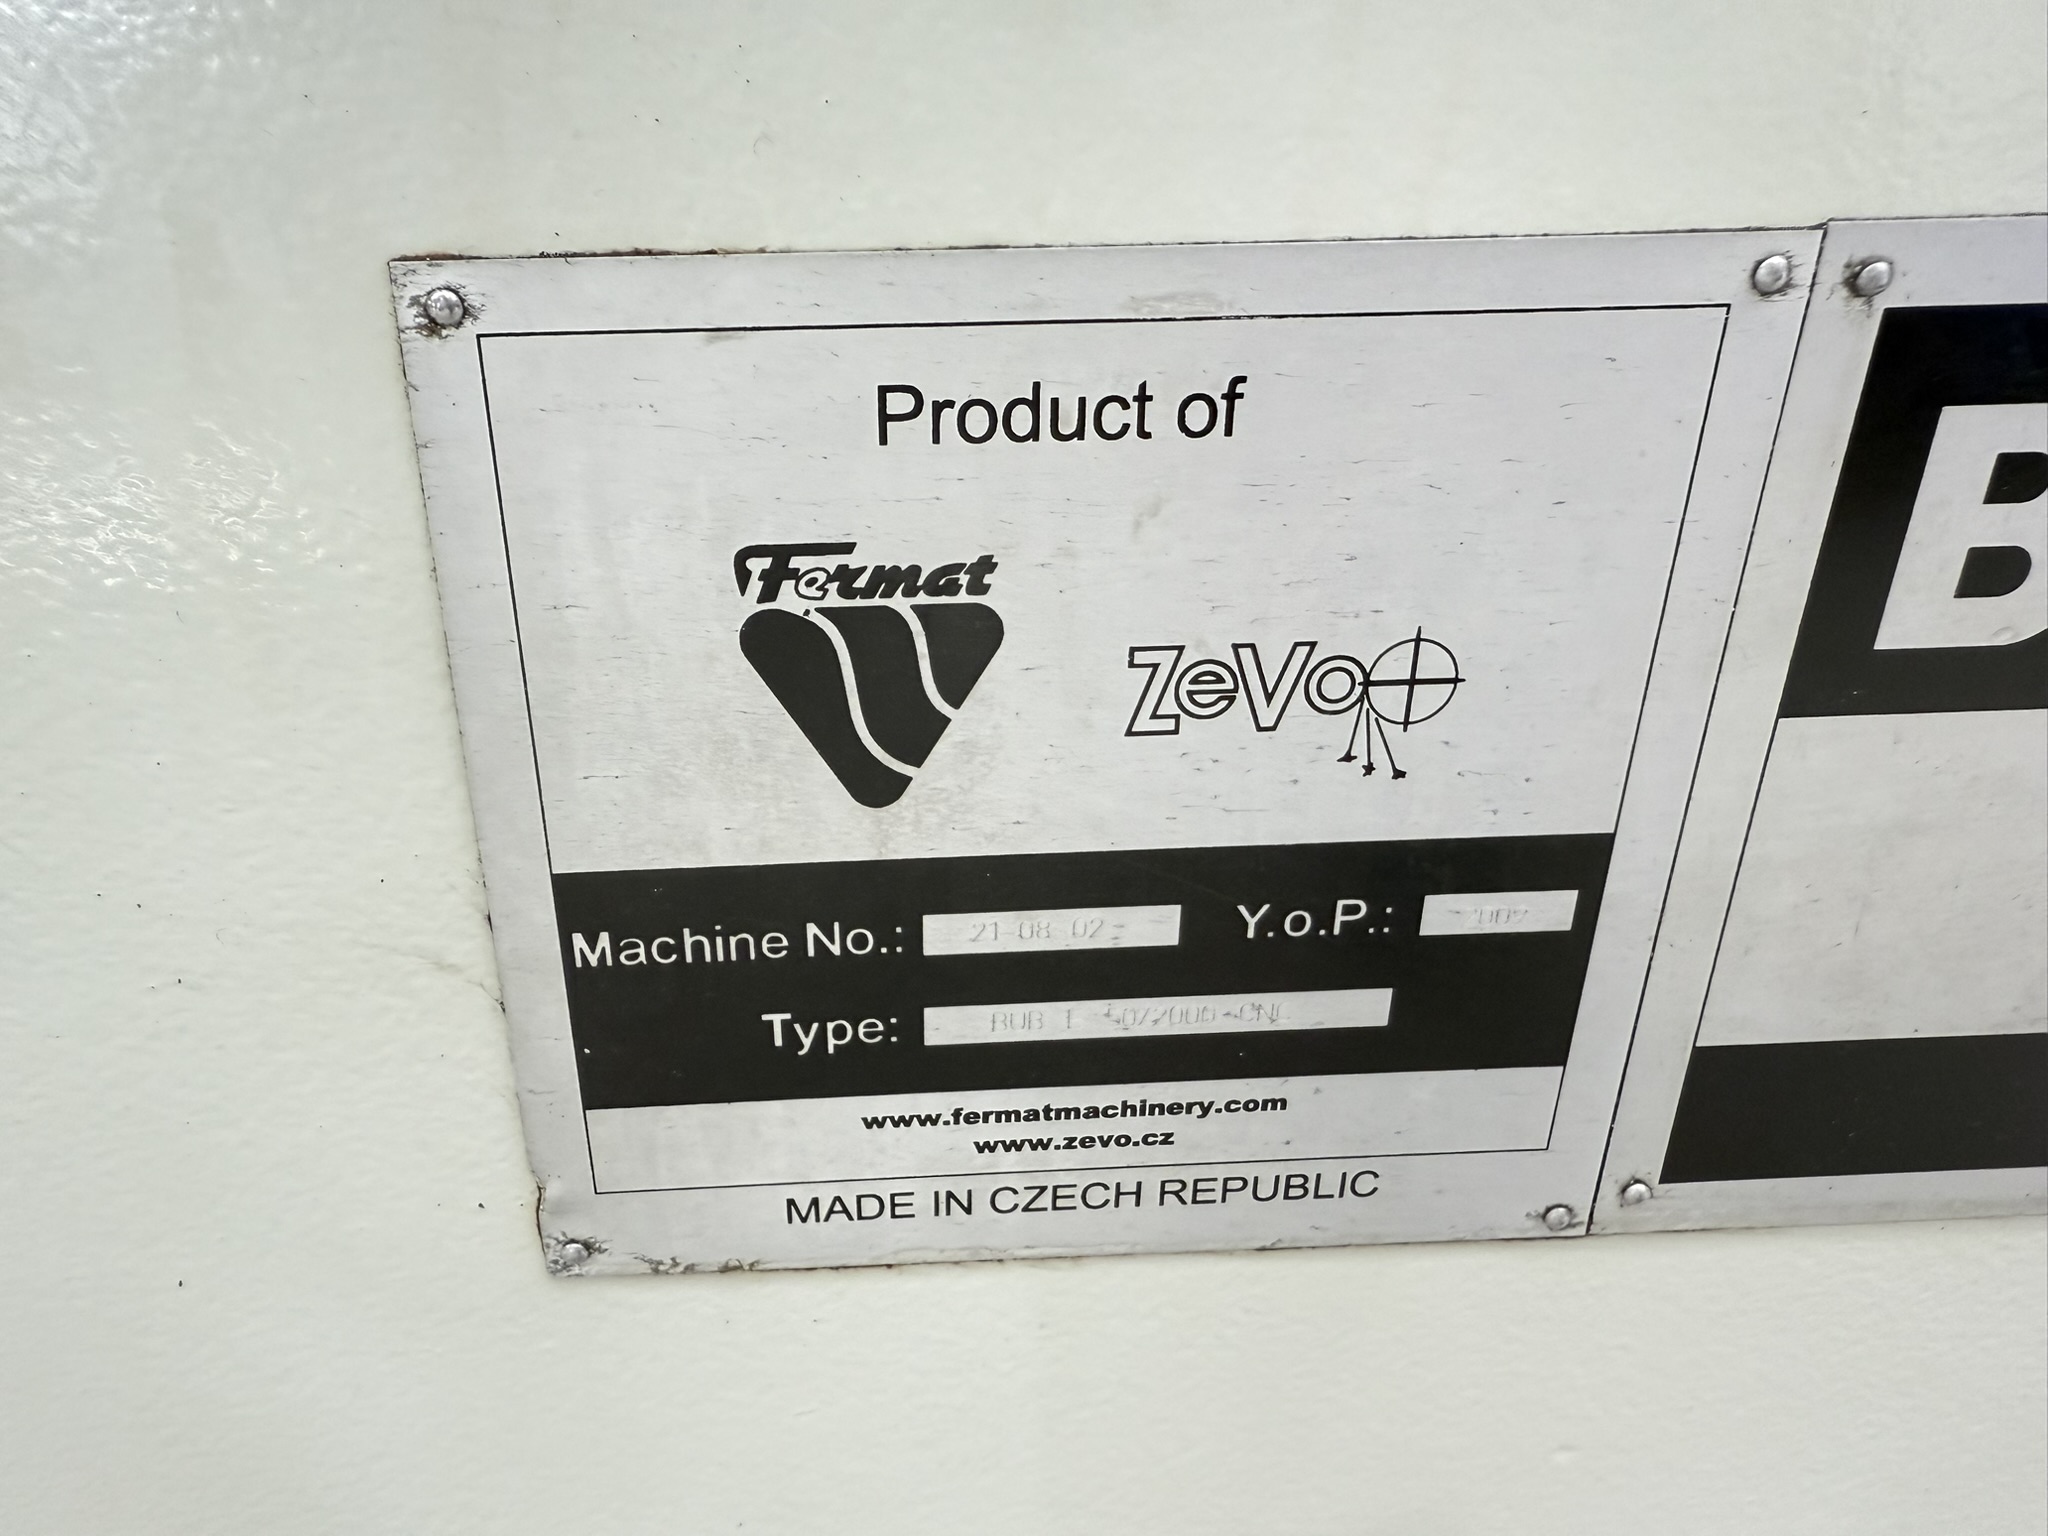 Product of
Fermat
ZeVo
Machine No.: 21-08 02 Y.o.P.:
Type: CNC
www.fermatmachinery.com
www.zevo.cz
MADE IN CZECH REPUBLIC
B